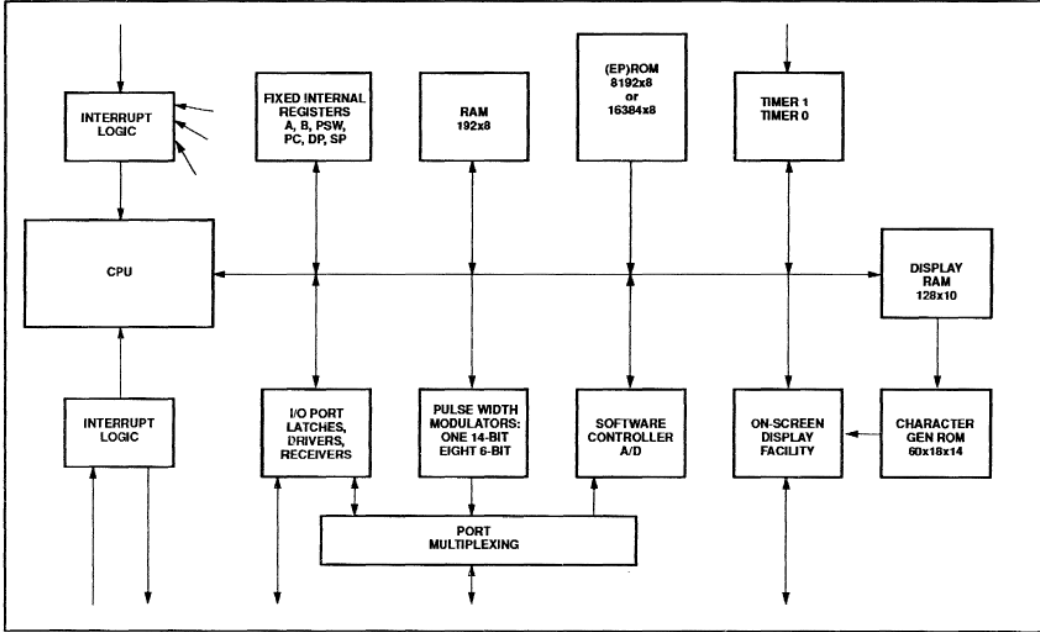 INTERRUPT
LOGIC
FIXED INTERNAL
REGISTERS
A, B, PSW,
PC, DP, SP
RAM
192x8
(EP)ROM
8192x8
or
16384x8
TIMER 1
TIMER 0
CPU
DISPLAY
RAM
128x10
INTERRUPT
LOGIC
I/O PORT
LATCHES,
DRIVERS,
RECEIVERS
PULSE WIDTH
MODULATORS:
ONE 14-BIT
EIGHT 6-BIT
SOFTWARE
CONTROLLER
A/D
ON-SCREEN
DISPLAY
FACILITY
CHARACTER
GEN ROM
60x18x14
PORT
MULTIPLEXING